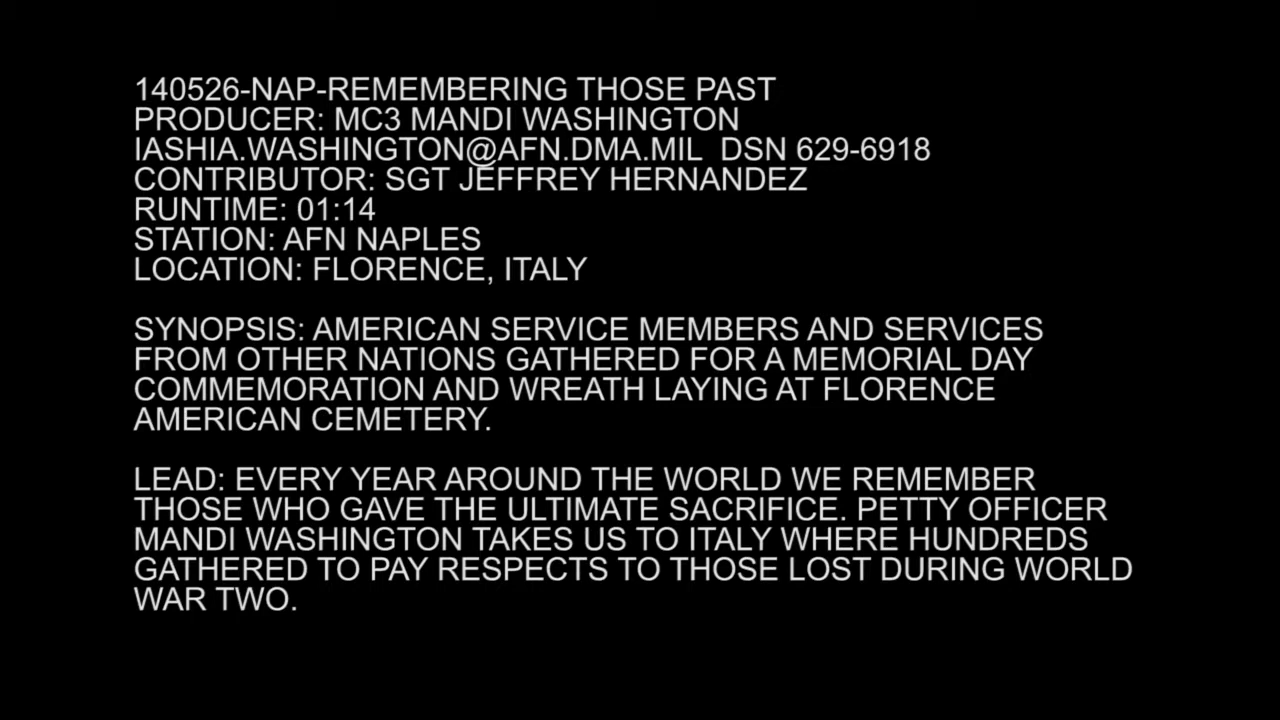 140526-NAP-REMEMBERING THOSE PAST
PRODUCER: MC3 MANDI WASHINGTON
IASHIA.WASHINGTON@AFN.DMA.MIL  DSN 629-6918
CONTRIBUTOR: SGT JEFFREY HERNANDEZ
RUNTIME: 01:14
STATION: AFN NAPLES
LOCATION: FLORENCE, ITALY
SYNOPSIS: AMERICAN SERVICE MEMBERS AND SERVICES
FROM OTHER NATIONS GATHERED FOR A MEMORIAL DAY
COMMEMORATION AND WREATH LAYING AT FLORENCE
AMERICAN CEMETERY.
LEAD: EVERY YEAR AROUND THE WORLD WE REMEMBER
THOSE WHO GAVE THE ULTIMATE SACRIFICE. PETTY OFFICER
MANDI WASHINGTON TAKES US TO ITALY WHERE HUNDREDS
GATHERED TO PAY RESPECTS TO THOSE LOST DURING WORLD
WAR TWO.